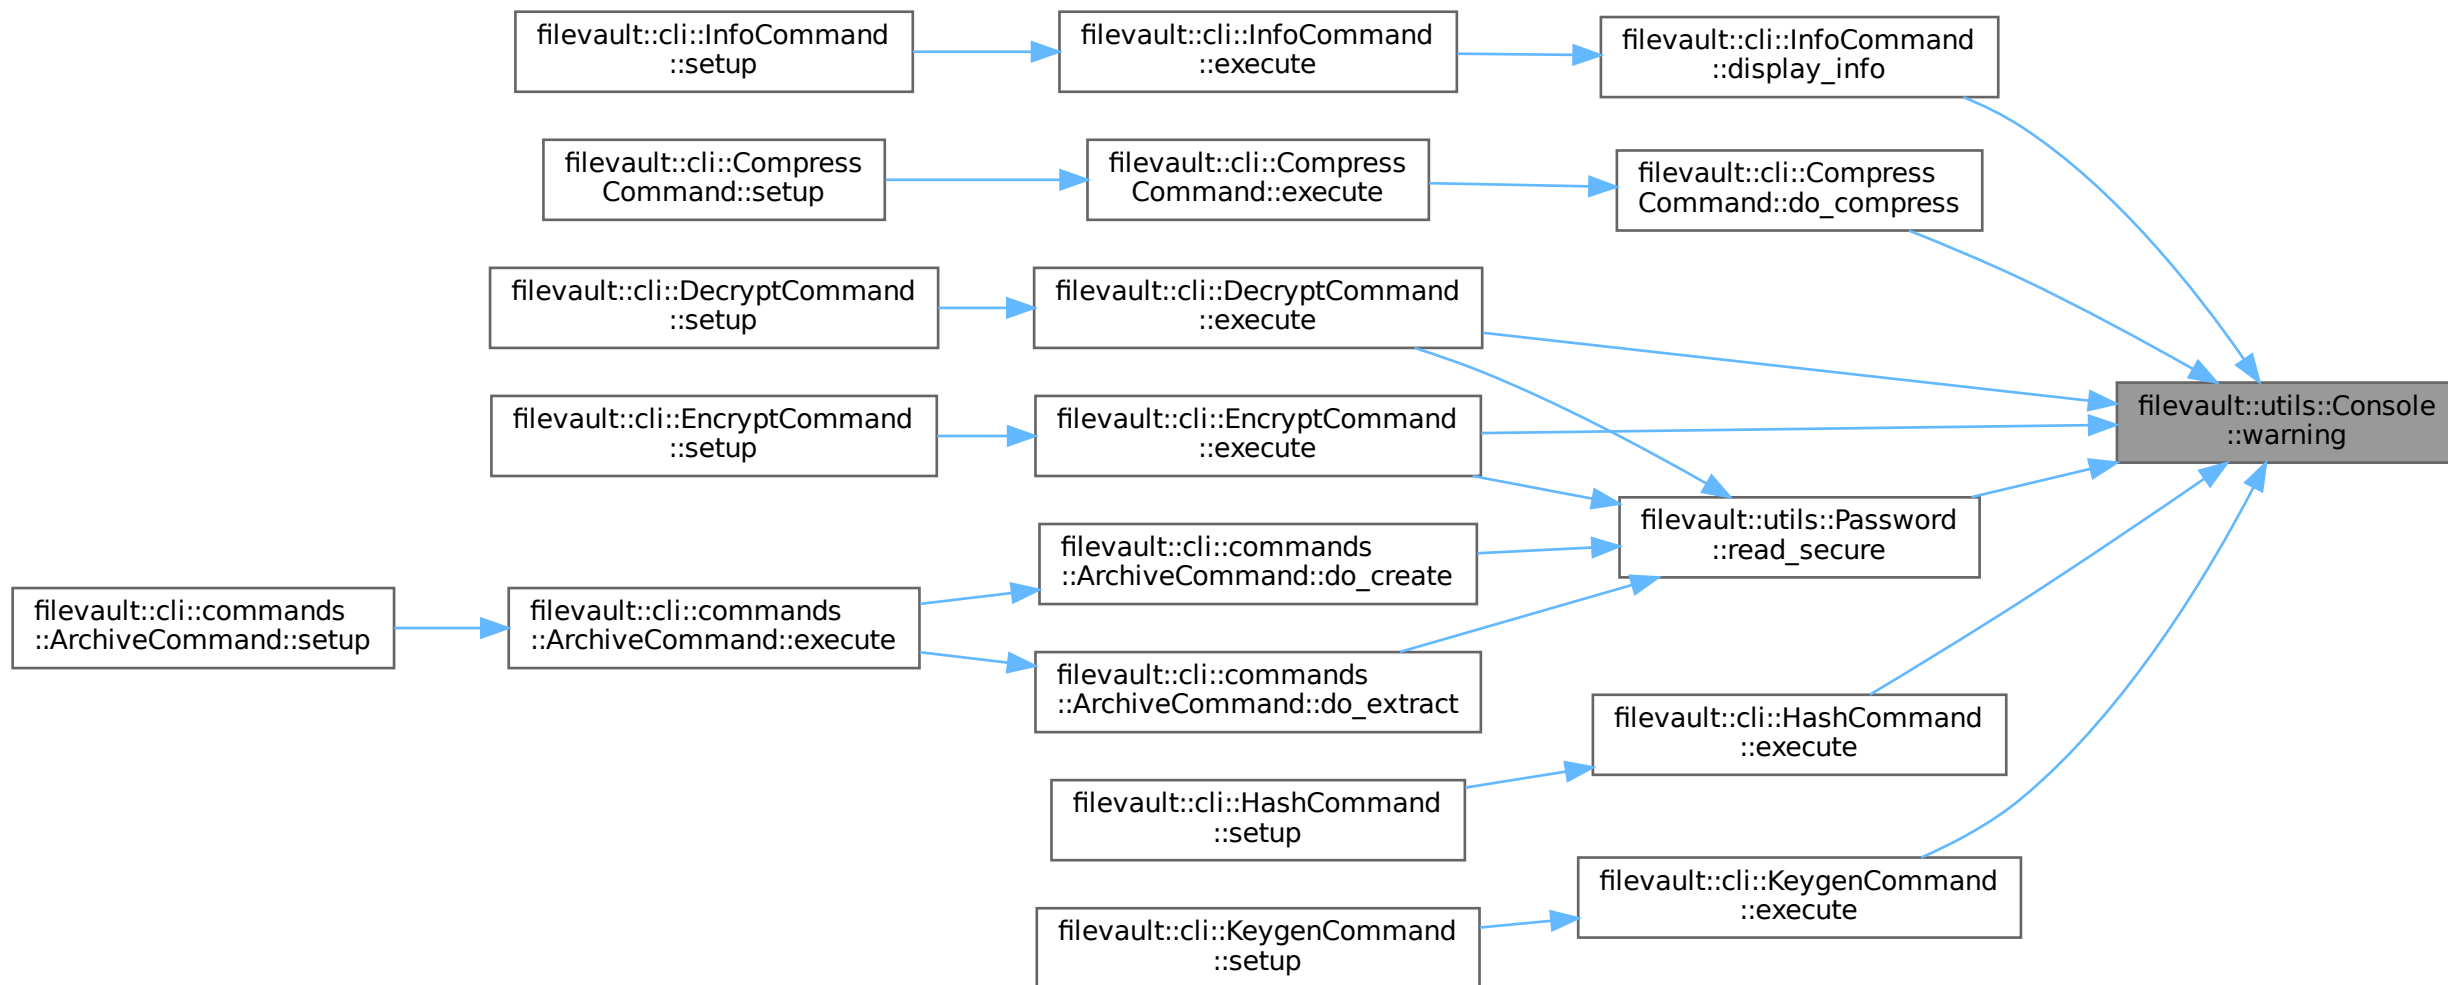 filevault::cli::InfoCommand
::setup
filevault::cli::InfoCommand
::execute
filevault::cli::InfoCommand
::display_info
filevault::cli::Compress
Command::setup
filevault::cli::Compress
Command::execute
filevault::cli::Compress
Command::do_compress
filevault::cli::DecryptCommand
::setup
filevault::cli::DecryptCommand
::execute
filevault::utils::Console
::warning
filevault::cli::EncryptCommand
::setup
filevault::cli::EncryptCommand
::execute
filevault::utils::Password
::read_secure
filevault::cli::commands
::ArchiveCommand::do_create
filevault::cli::commands
::ArchiveCommand::setup
filevault::cli::commands
::ArchiveCommand::execute
filevault::cli::commands
::ArchiveCommand::do_extract
filevault::cli::HashCommand
::execute
filevault::cli::HashCommand
::setup
filevault::cli::KeygenCommand
::execute
filevault::cli::KeygenCommand
::setup